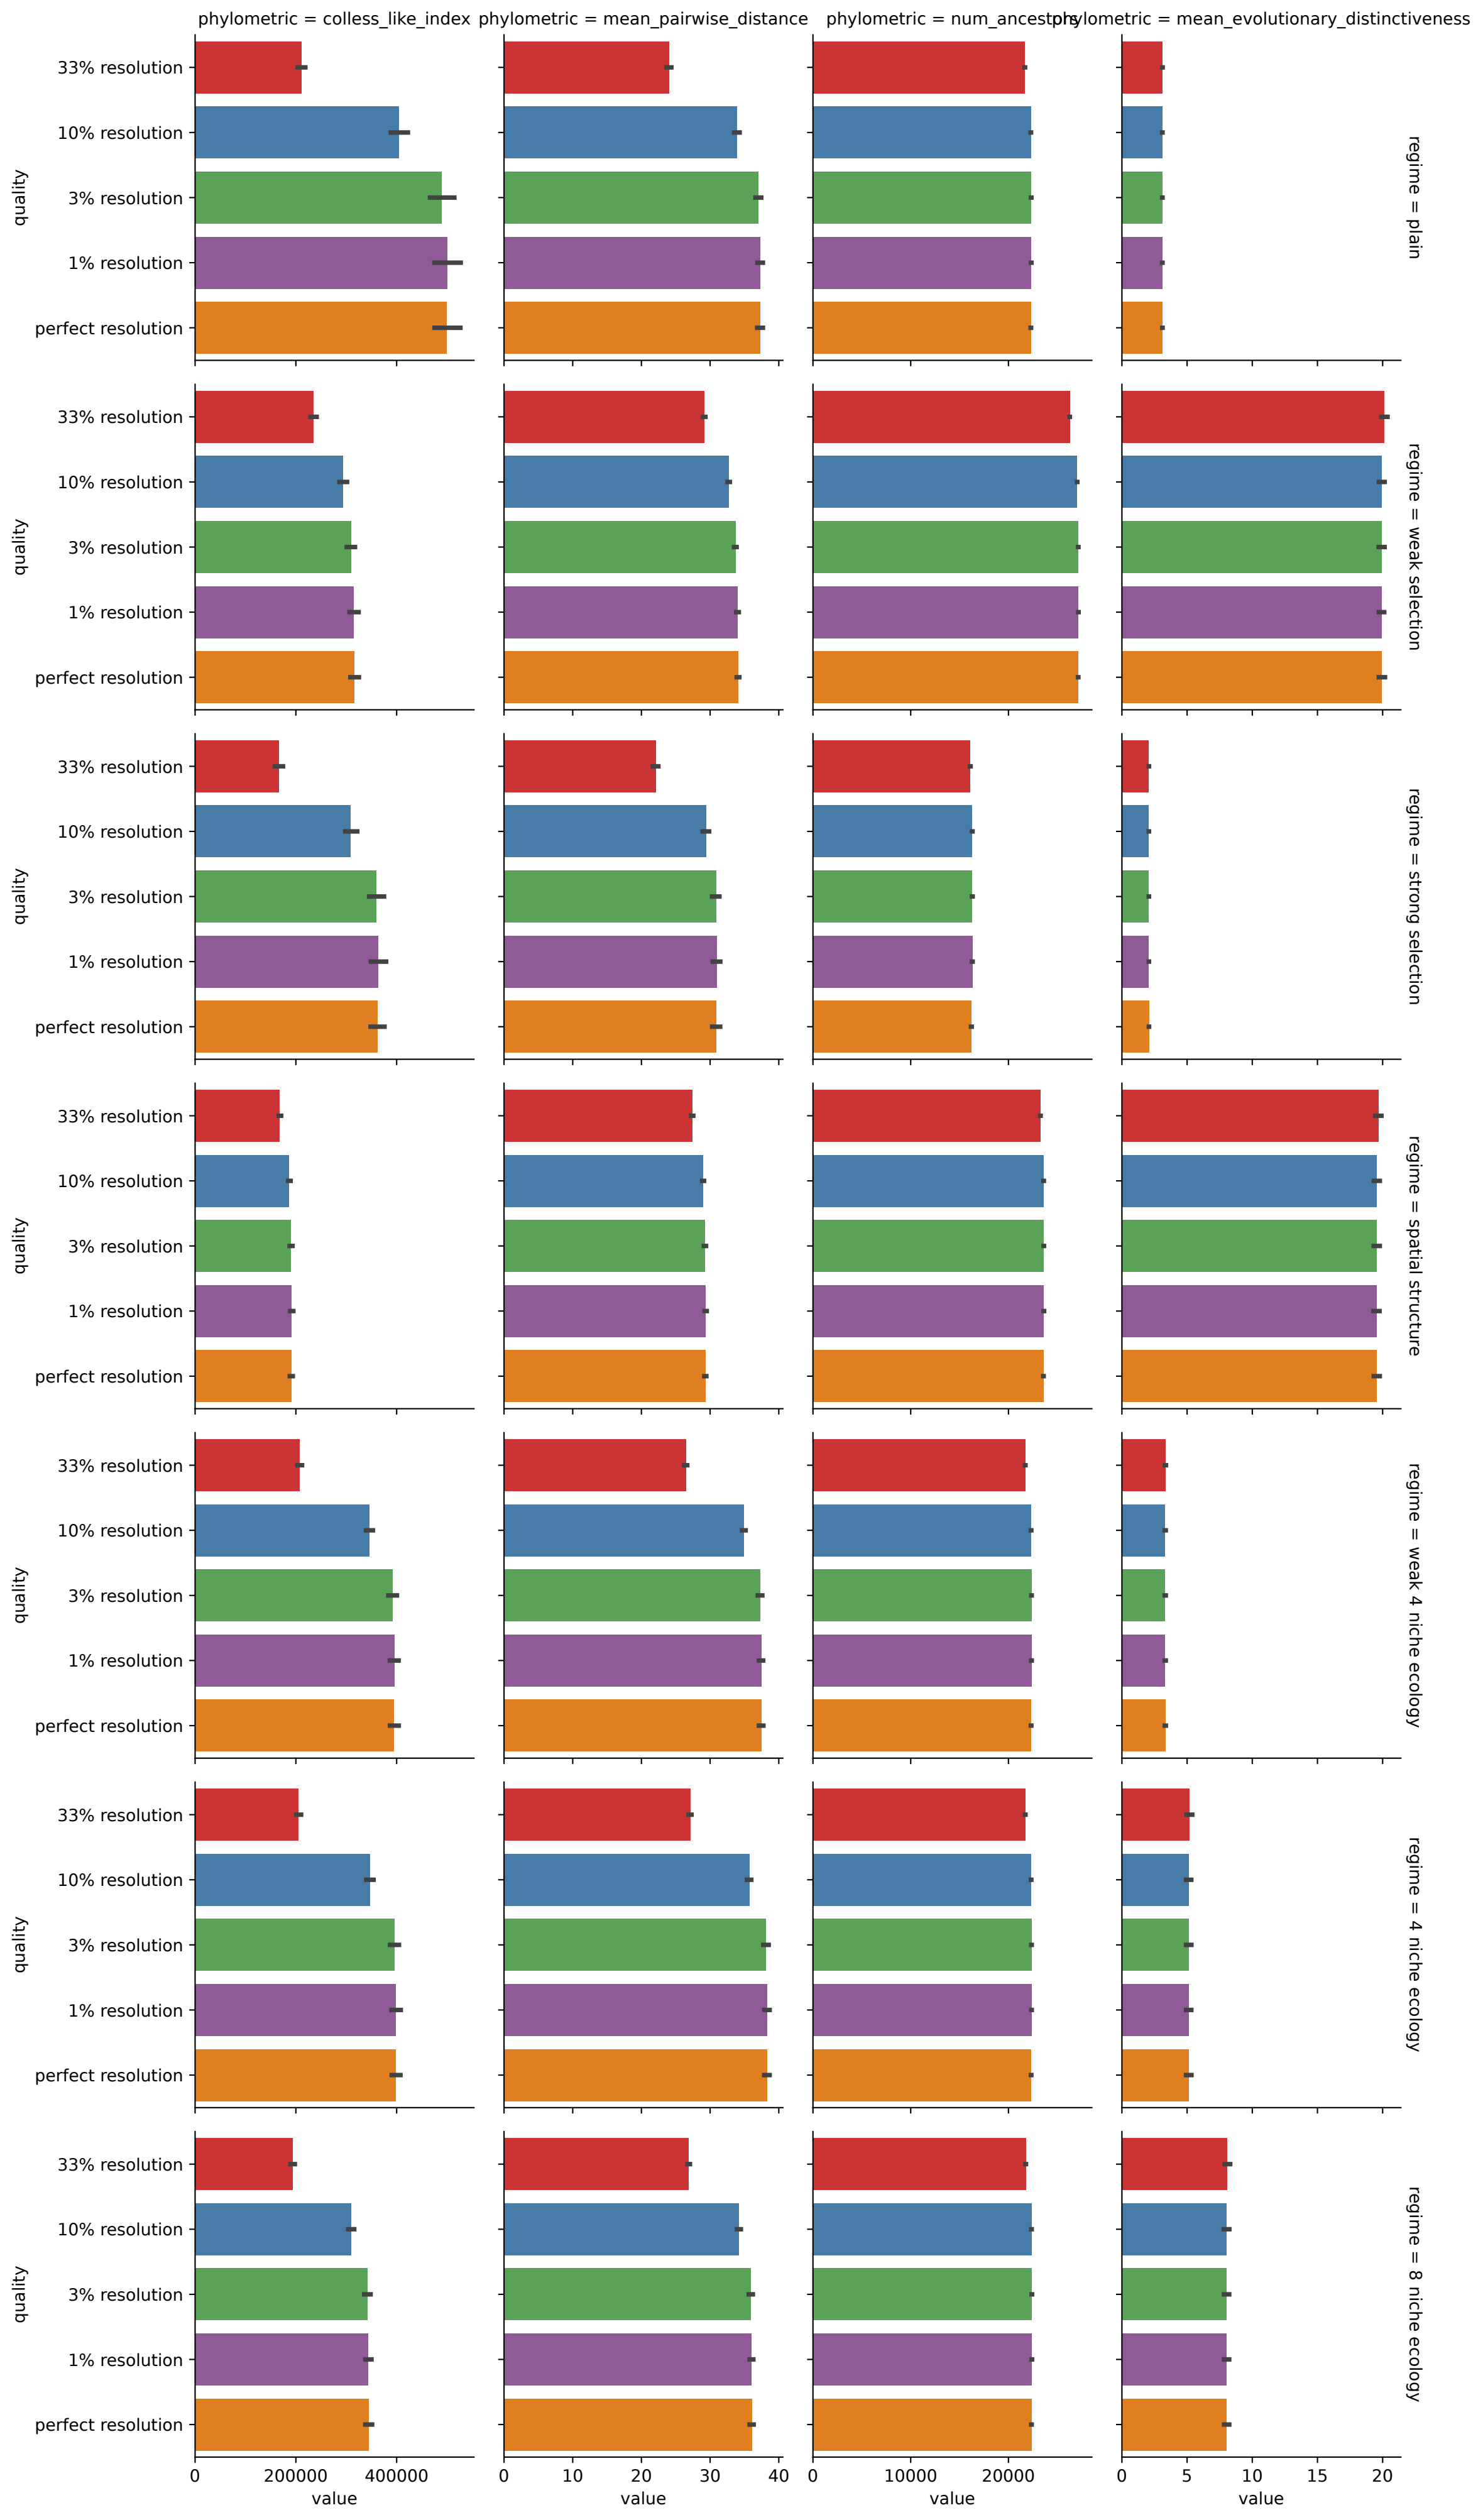 phylometric = colless_like_index
phylometric = mean_pairwise_distance
phylometric = num_ancestors
phylometric = mean_evolutionary_distinctiveness
quality
33% resolution
10% resolution
3% resolution
1% resolution
perfect resolution
regime = plain
quality
33% resolution
10% resolution
3% resolution
1% resolution
perfect resolution
regime = weak selection
quality
33% resolution
10% resolution
3% resolution
1% resolution
perfect resolution
regime = strong selection
quality
33% resolution
10% resolution
3% resolution
1% resolution
perfect resolution
regime = spatial structure
quality
33% resolution
10% resolution
3% resolution
1% resolution
perfect resolution
regime = weak 4 niche ecology
quality
33% resolution
10% resolution
3% resolution
1% resolution
perfect resolution
regime = 4 niche ecology
quality
33% resolution
10% resolution
3% resolution
1% resolution
perfect resolution
regime = 8 niche ecology
0 200000 400000
0 10 20 30 40
0 10000 20000
0 5 10 15 20
value
value
value
value